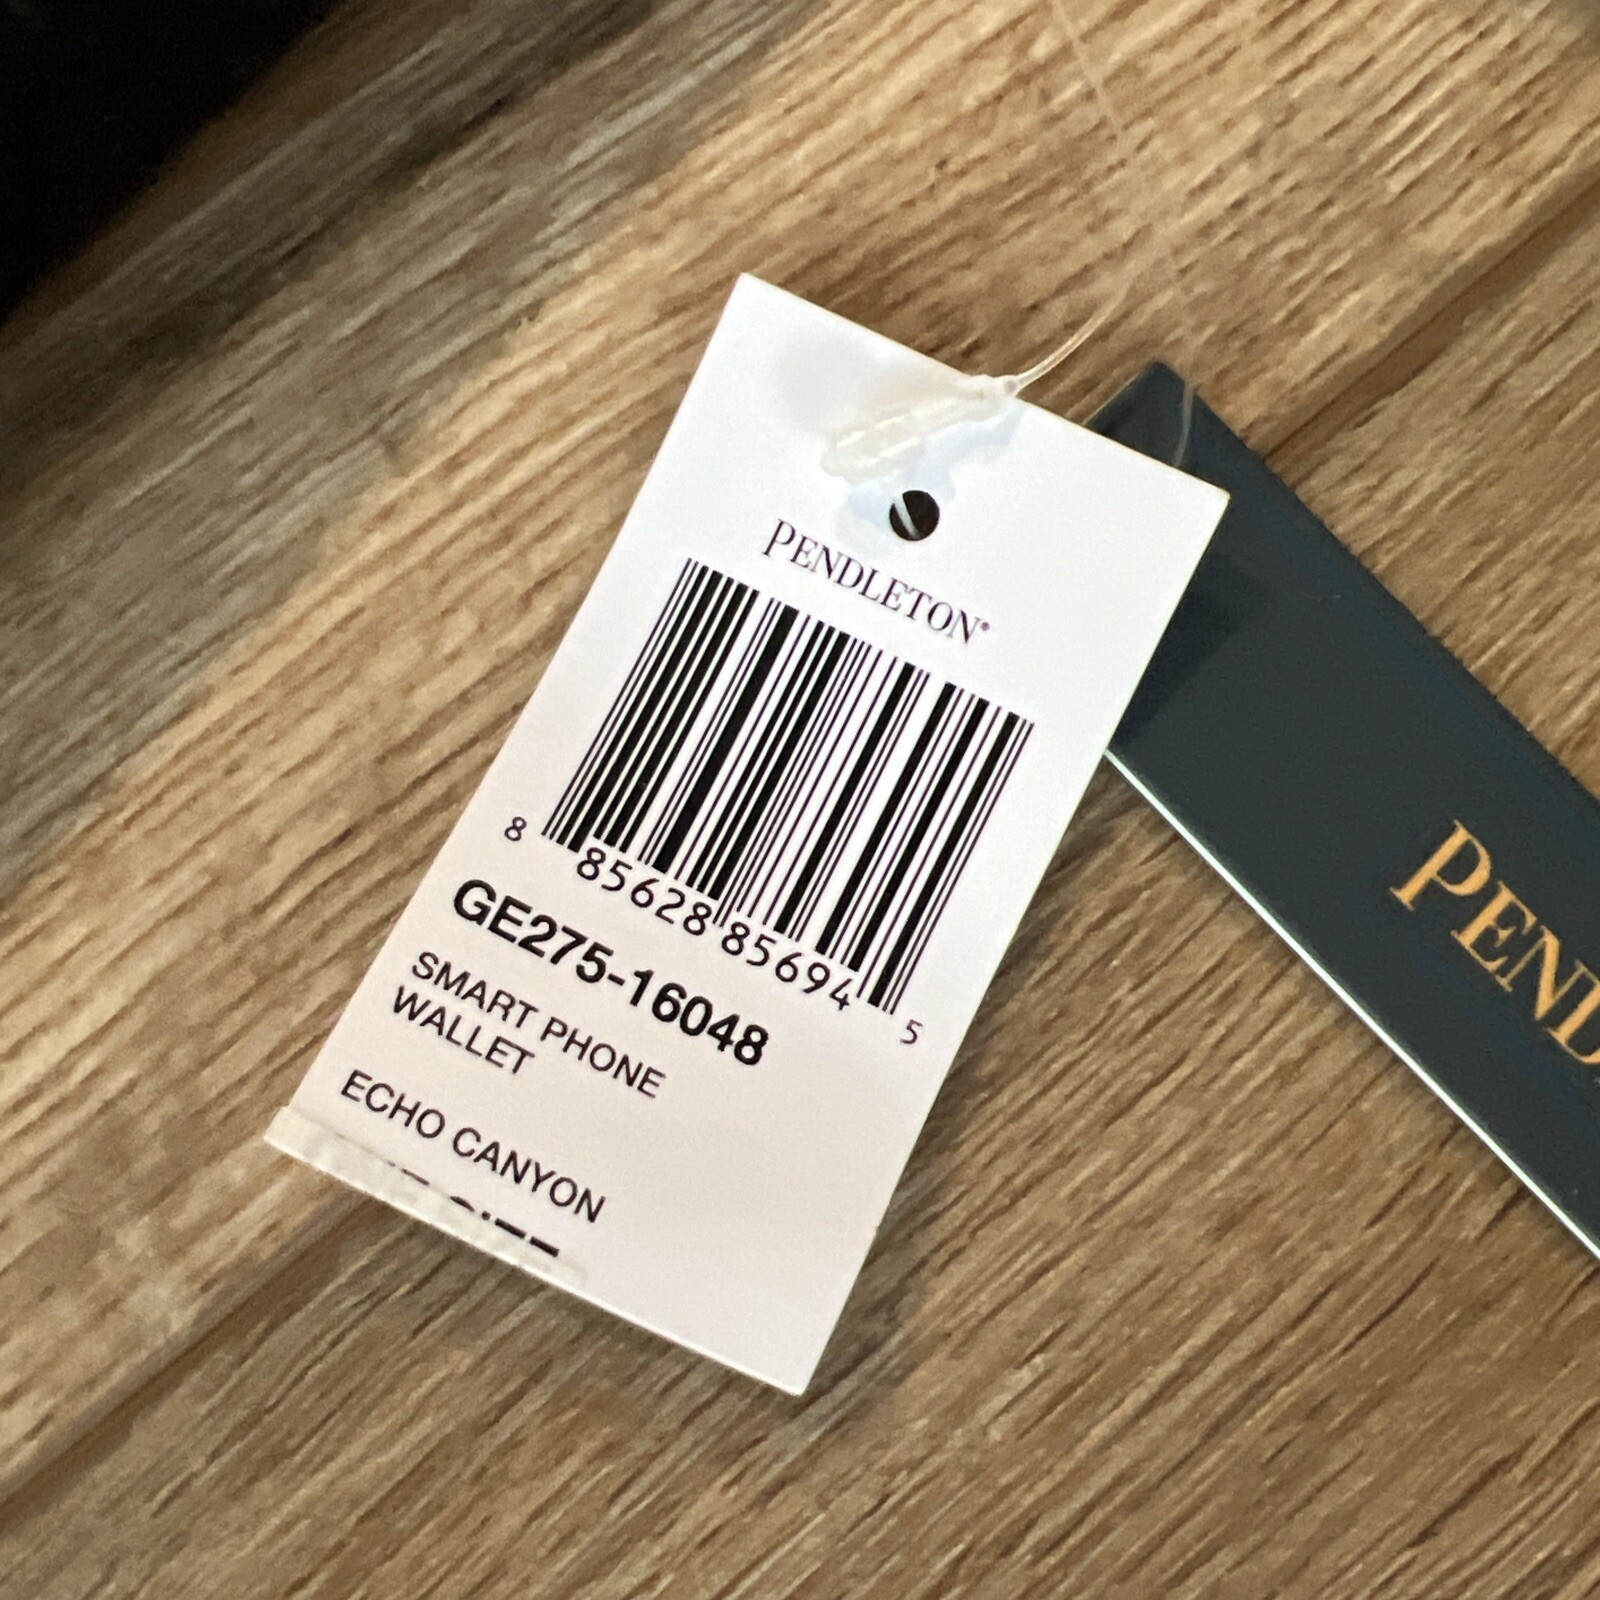 PENDLETON®
8 85628 85694 5
GE275-16048
SMART PHONE
WALLET
ECHO CANYON
PEND